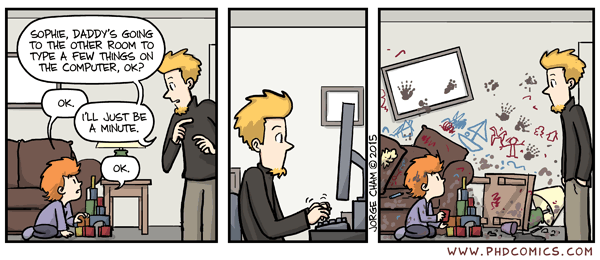 SOPHIE, DADDY'S GOING
TO THE OTHER ROOM TO
TYPE A FEW THINGS ON
THE COMPUTER, OK?
OK.
I'LL JUST BE
A MINUTE.
OK.
JORGE CHAM © 2015
WWW.PHDCOMICS.COM